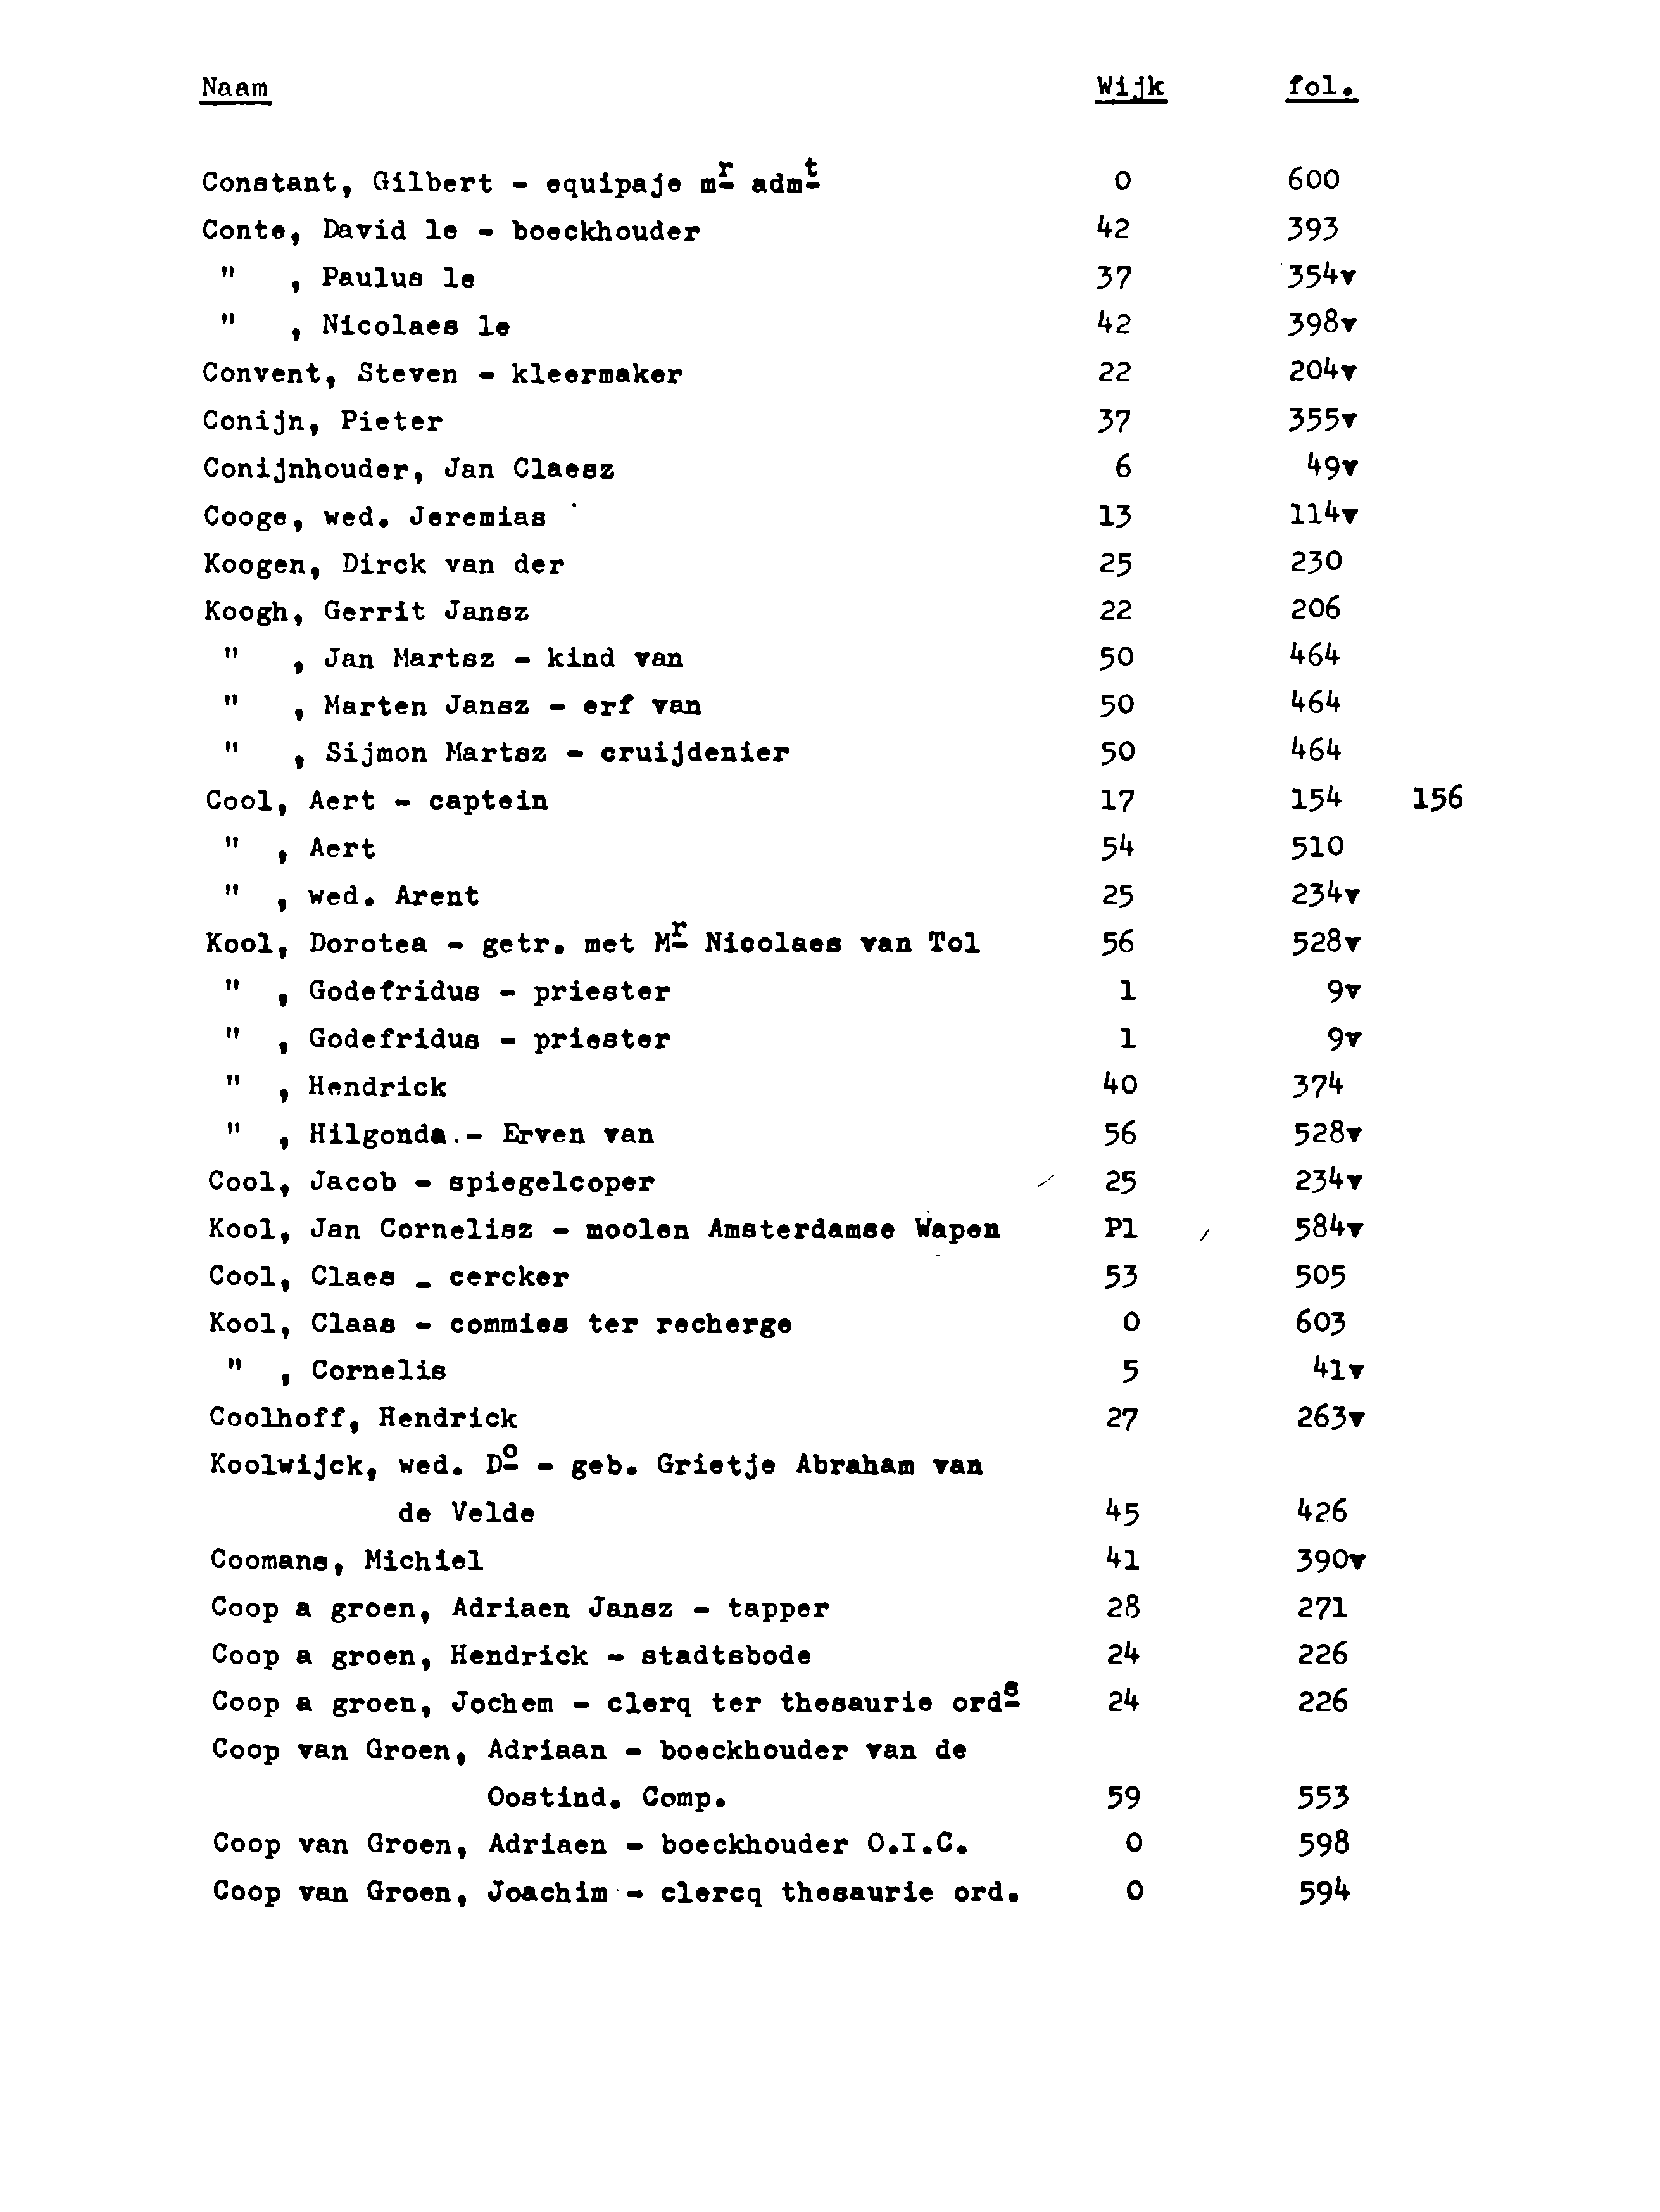 Naam Wijk fol.
Constant, Gilbert - equipaje mr admt 0 600
Conte, David le - boeckhouder 42 393
" , Paulus le 37 354v
" , Nicolaes le 42 398v
Convent, Steven - kleermaker 22 204v
Conijn, Pieter 37 355v
Conijnhouder, Jan Claesz 6 49v
Cooge, wed. Jeremias 13 114v
Koogen, Dirck van der 25 230
Koogh, Gerrit Jansz 22 206
" , Jan Martsz - kind van 50 464
" , Marten Jansz - erf van 50 464
" , Sijmon Martsz - cruijdenier 50 464
Cool, Aert - captein 17 154 156
" , Aert 54 510
" , wed. Arent 25 234v
Kool, Dorotea - getr. met Mr Nicolaes van Tol 56 528v
" , Godefridus - priester 1 9v
" , Godefridus - priester 1 9v
" , Hendrick 40 374
" , Hilgonda.- Erven van 56 528v
Cool, Jacob - spiegelcoper 25 234v
Kool, Jan Cornelisz - moolen Amsterdamse Wapen Pl 584v
Cool, Claes _ cercker 53 505
Kool, Claas - commies ter recherge 0 603
" , Cornelis 5 41v
Coolhoff, Hendrick 27 263v
Koolwijck, wed. Do - geb. Grietje Abraham van
de Velde 45 426
Coomans, Michiel 41 390v
Coop a groen, Adriaen Jansz - tapper 28 271
Coop a groen, Hendrick - stadtsbode 24 226
Coop a groen, Jochem - clerq ter thesaurie ords 24 226
Coop van Groen, Adriaan - boeckhouder van de
Oostind. Comp. 59 553
Coop van Groen, Adriaen - boeckhouder O.I.C. 0 598
Coop van Groen, Joachim - clercq thesaurie ord. 0 594